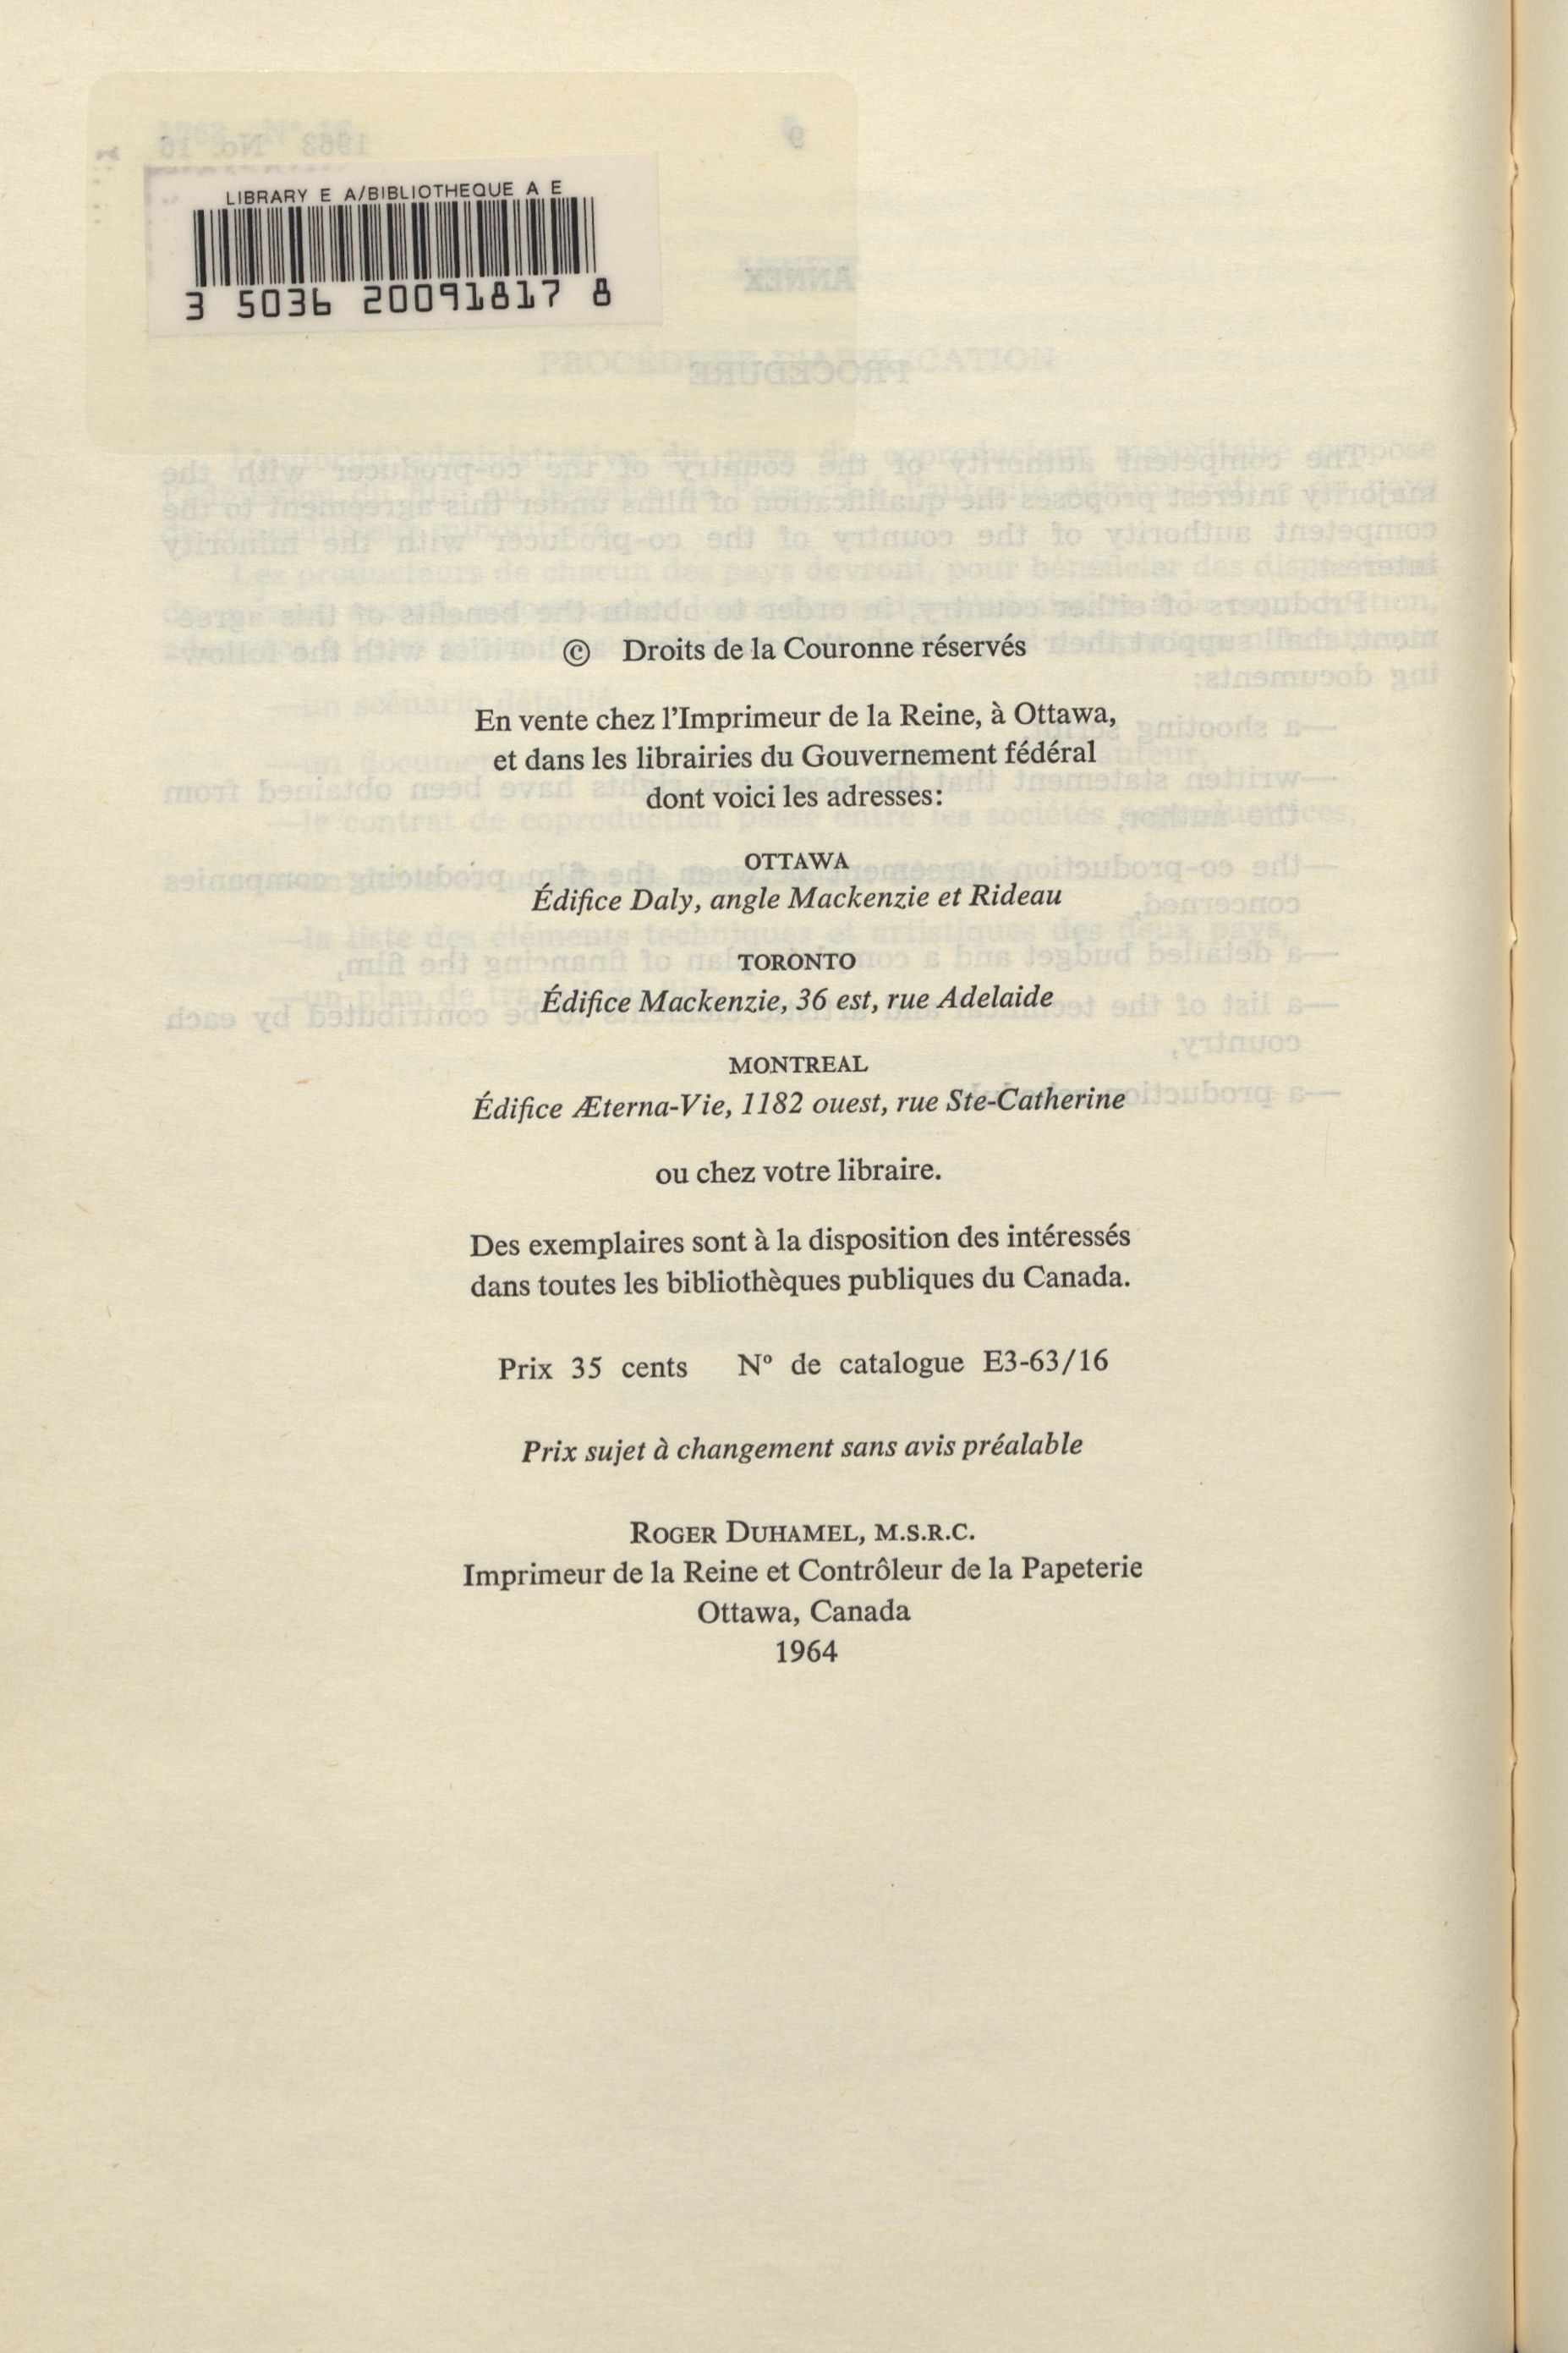 LIBRARY E A/BIBLIOTHEQUE A E
3 5036 20091817 8
© Droits de la Couronne réservés
En vente chez l'Imprimeur de la Reine, à Ottawa,
et dans les librairies du Gouvernement fédéral
dont voici les adresses:
OTTAWA
Édifice Daly, angle Mackenzie et Rideau
TORONTO
Édifice Mackenzie, 36 est, rue Adelaide
MONTREAL
Édifice Æterna-Vie, 1182 ouest, rue Ste-Catherine
ou chez votre libraire.
Des exemplaires sont à la disposition des intéressés
dans toutes les bibliothèques publiques du Canada.
Prix 35 cents N° de catalogue E3-63/16
Prix sujet à changement sans avis préalable
ROGER DUHAMEL, M.S.R.C.
Imprimeur de la Reine et Contrôleur de la Papeterie
Ottawa, Canada
1964